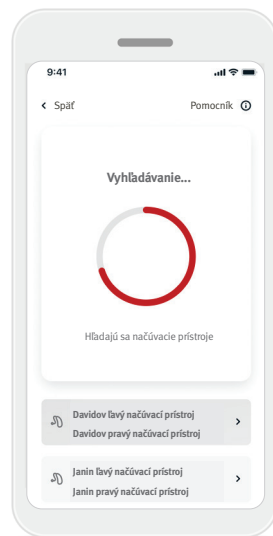 9:41
Späť
Pomocník
Vyhľadávanie...
Hľadajú sa načúvacie prístroje
Davidov ľavý načúvací prístroj
Davidov pravý načúvací prístroj
Janin ľavý načúvací prístroj
Janin pravý načúvací prístroj